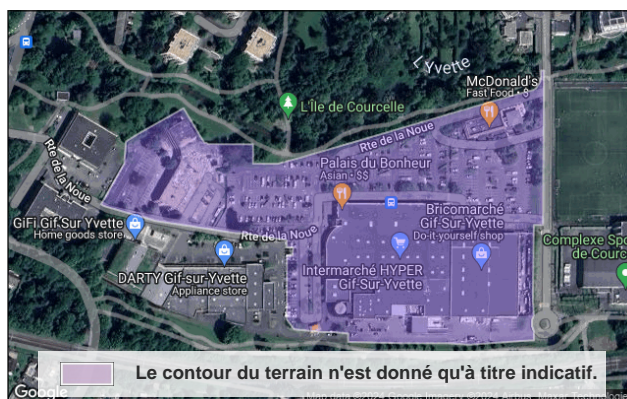 L'Yvette
McDonald's
Fast Food • $
L'Île de Courcelle
Rte de la Noue
Rte de la Noue
Palais du Bonheur
Asian • $$
GiFi Gif Sur Yvette
Home goods store
Rte de la Noue
Bricomarché
Gif-Sur-Yvette
Do-it-yourself shop
Complexe Spo
de Courc
DARTY Gif-sur-Yvette
Appliance store
Intermarché HYPER
Gif-Sur-Yvette
Le contour du terrain n'est donné qu'à titre indicatif.
Google